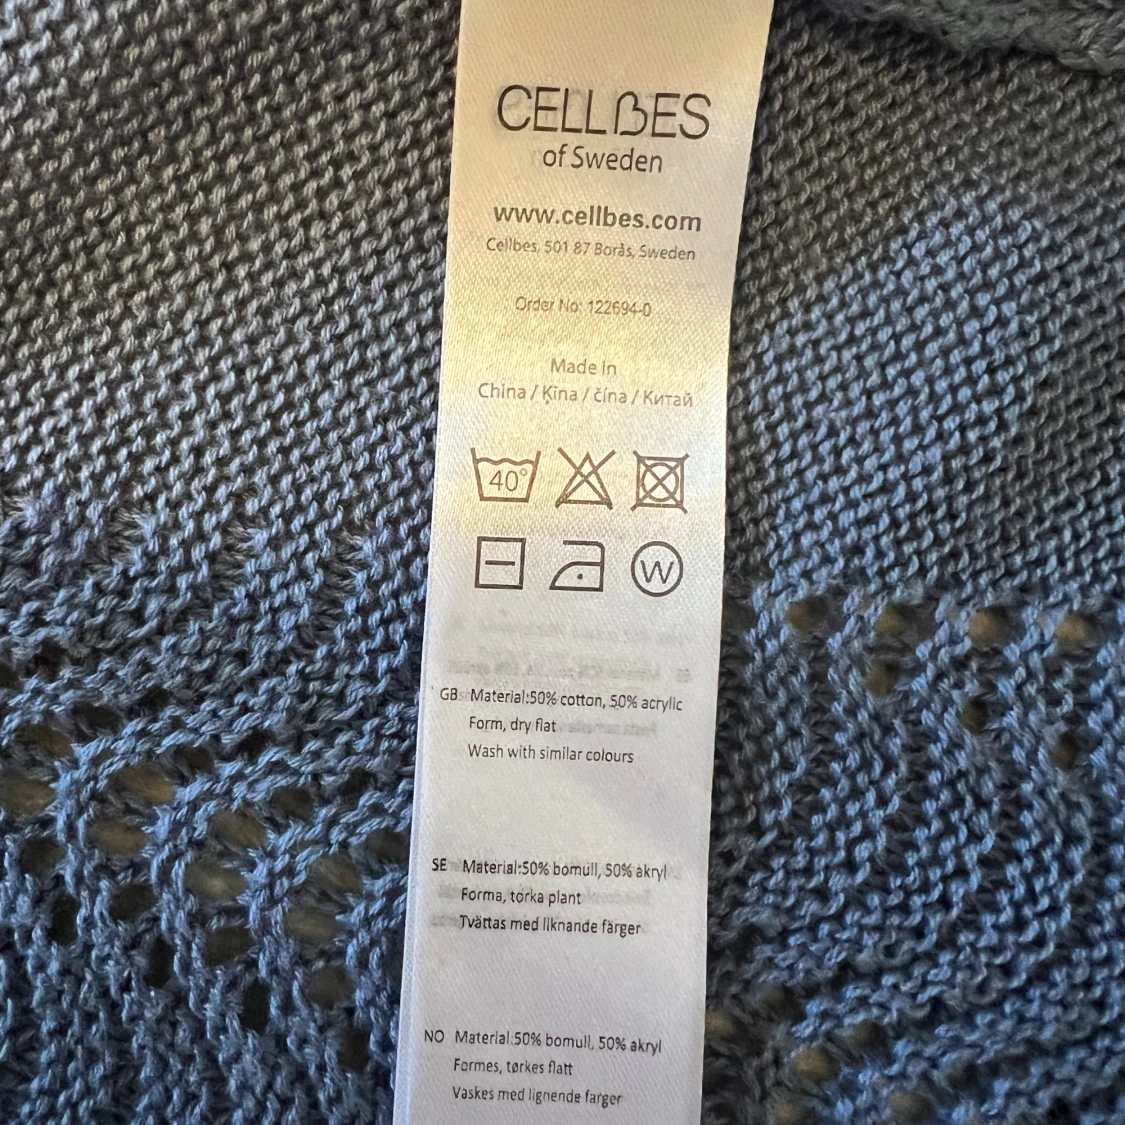 CELLBES
of Sweden
www.cellbes.com
Cellbes, 501 87 Borås, Sweden
Order No: 122694-0
Made in
China / Ķīna / čína / Китай
40°
W
GB Material:50% cotton, 50% acrylic
Form, dry flat
Wash with similar colours
SE Material:50% bomull, 50% akryl
Forma, torka plant
Tvättas med liknande färger
NO Material:50% bomull, 50% akryl
Formes, tørkes flatt
Vaskes med lignende farger